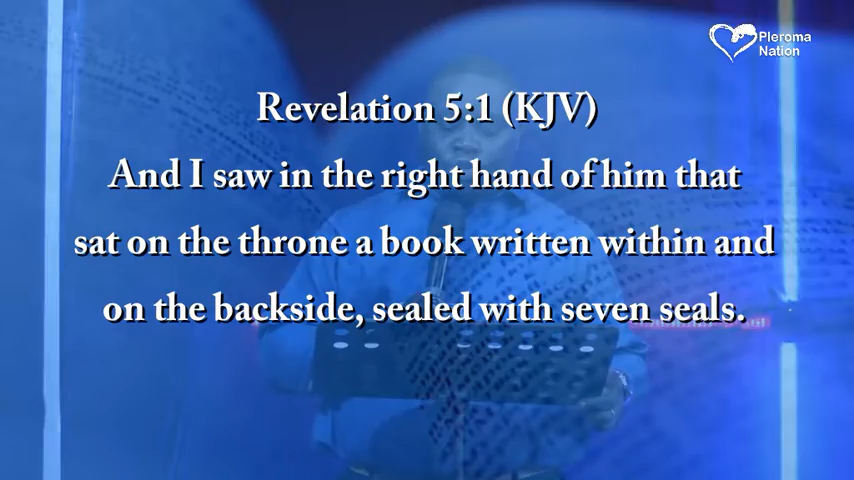 Pleroma
Nation
Revelation 5:1 (KJV)
And I saw in the right hand of him that
sat on the throne a book written within and
on the backside, sealed with seven seals.